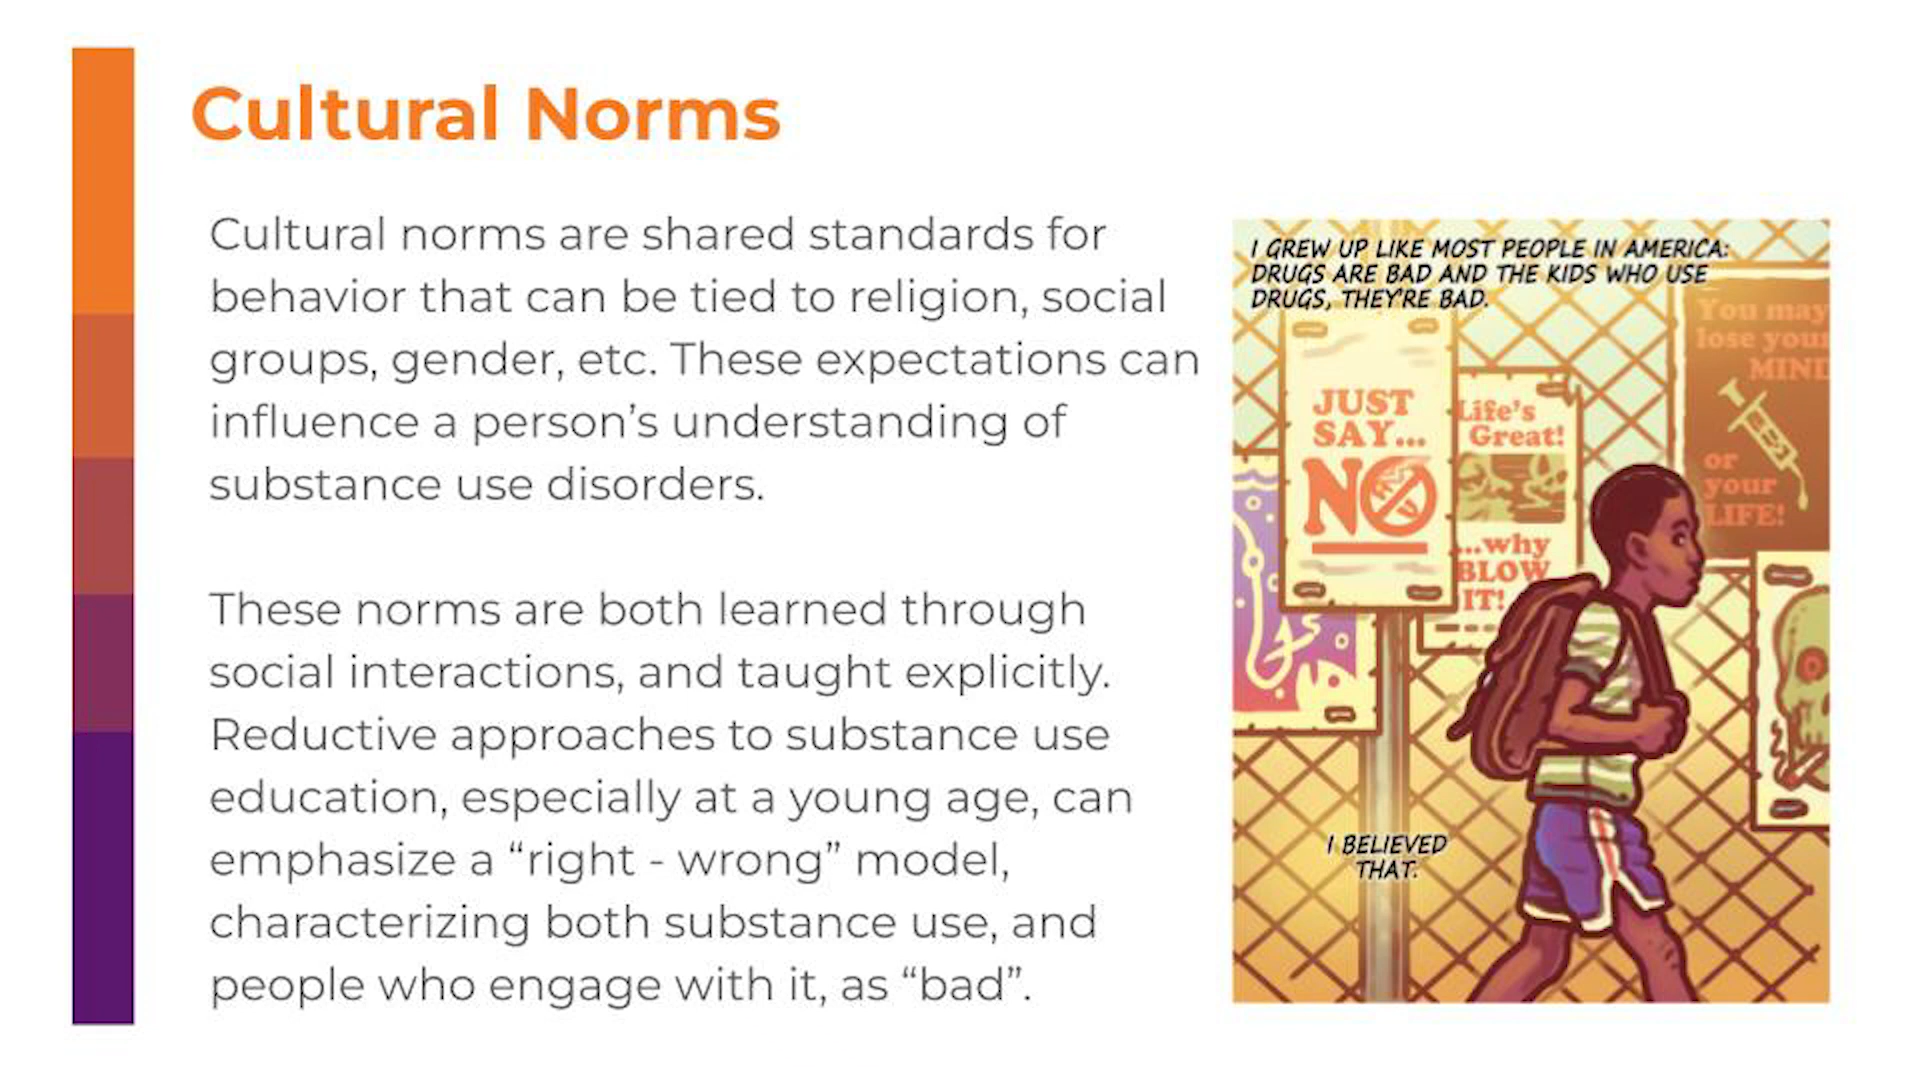 Cultural Norms
Cultural norms are shared standards for
behavior that can be tied to religion, social
groups, gender, etc. These expectations can
influence a person’s understanding of
substance use disorders.
These norms are both learned through
social interactions, and taught explicitly.
Reductive approaches to substance use
education, especially at a young age, can
emphasize a “right - wrong” model,
characterizing both substance use, and
people who engage with it, as “bad”.
I GREW UP LIKE MOST PEOPLE IN AMERICA:
DRUGS ARE BAD AND THE KIDS WHO USE
DRUGS, THEY'RE BAD.
JUST
SAY...
NO
Life's
Great!
...why
BLOW
IT!
You may
lose your
MIND
or
your
LIFE!
I BELIEVED
THAT.